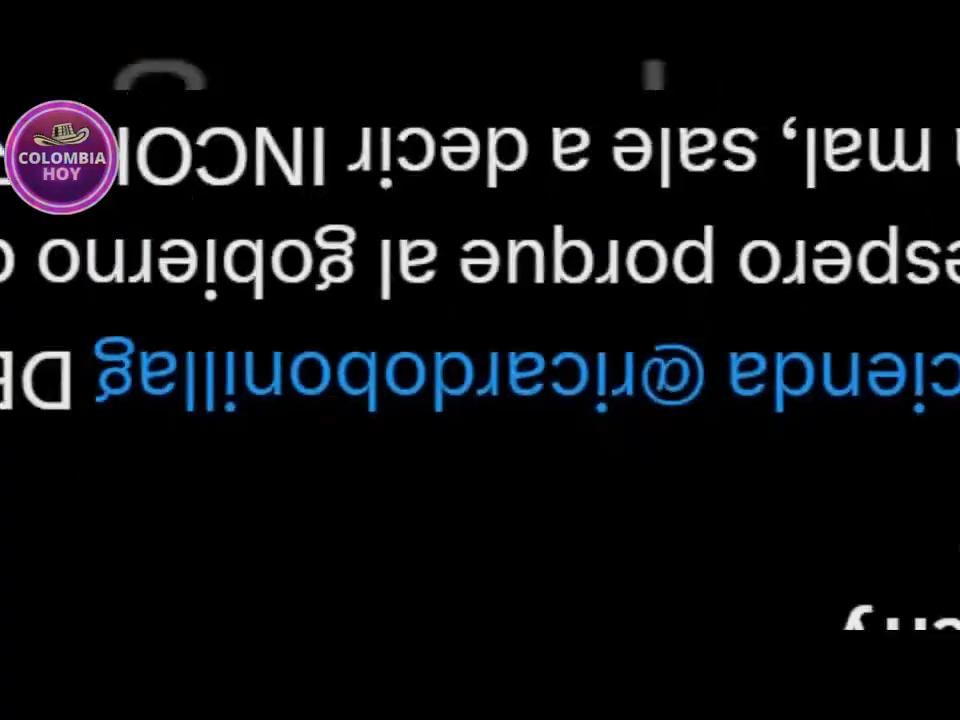 COLOMBIA
HOY
cienda @ricardobonillag
espero porque al gobierno
mal, sale a decir